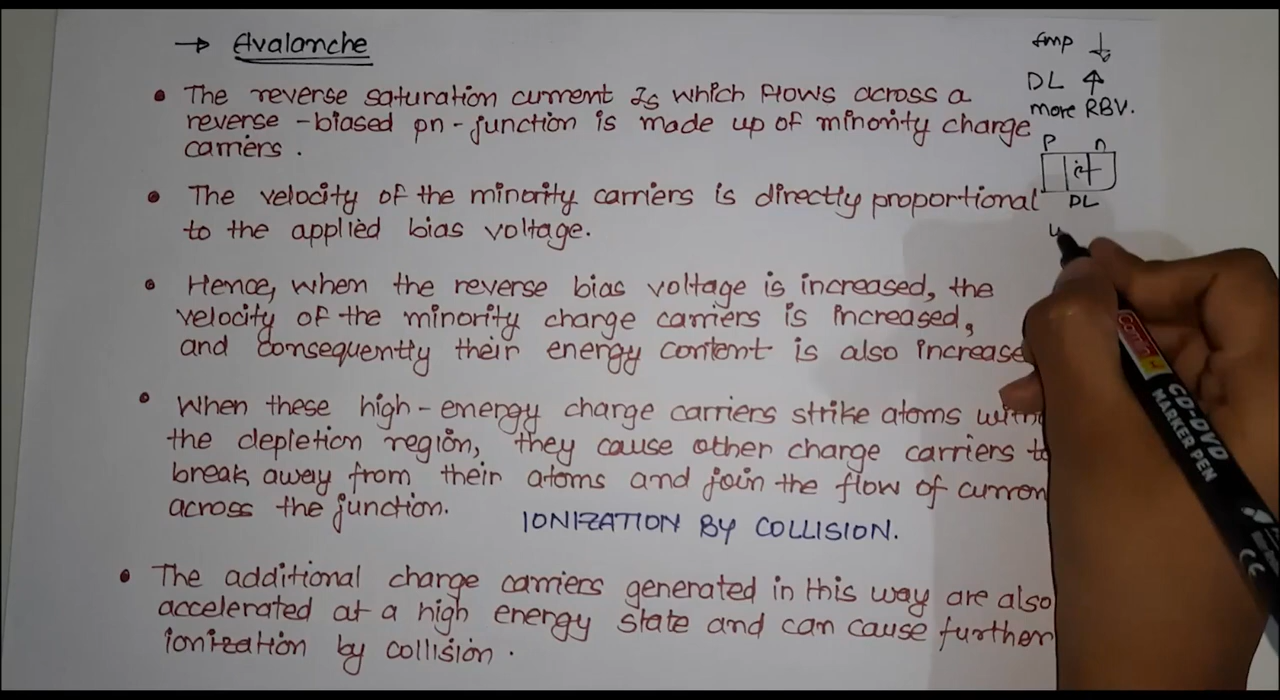 → Avalanche
• The reverse saturation current Is which flows across a
reverse-biased pn-junction is made up of minority charge
carriers.
• The velocity of the minority carriers is directly proportional
to the applied bias voltage.
• Hence, when the reverse bias voltage is increased, the
velocity of the minority charge carriers is increased,
and consequently their energy content is also increase
• When these high-energy charge carriers strike atoms with
the depletion region, they cause other charge carriers to
break away from their atoms and join the flow of curren
across the junction.
IONIZATION BY COLLISION.
• The additional charge carriers generated in this way are also
accelerated at a high energy state and can cause further
ionization by collision.
Imp ↓
DL ↑
more RBV.
P n
DL
CD-DVD
MARKER PEN